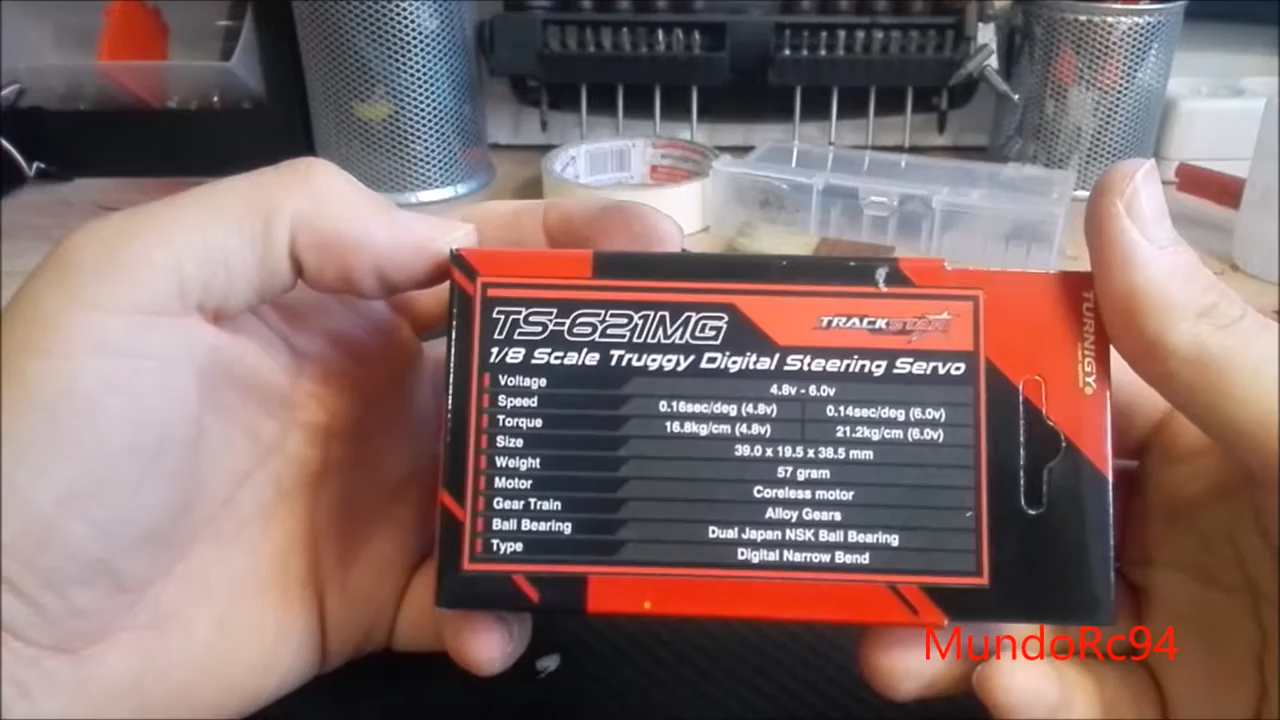 TS-621MG
TRACKSTAR
1/8 Scale Truggy Digital Steering Servo
Voltage 4.8v - 6.0v
Speed 0.16sec/deg (4.8v) 0.14sec/deg (6.0v)
Torque 16.8kg/cm (4.8v) 21.2kg/cm (6.0v)
Size 39.0 x 19.5 x 38.5 mm
Weight 57 gram
Motor Coreless motor
Gear Train Alloy Gears
Ball Bearing Dual Japan NSK Ball Bearing
Type Digital Narrow Bend
TURNIGY®
MundoRc94